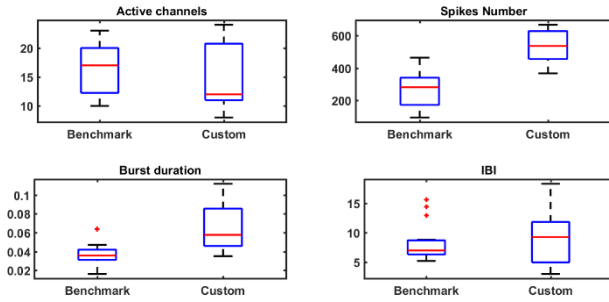 Active channels
20
15
10
Benchmark Custom
Spikes Number
600
400
200
Benchmark Custom
Burst duration
0.1
0.08
0.06
0.04
0.02
Benchmark Custom
IBI
15
10
5
Benchmark Custom